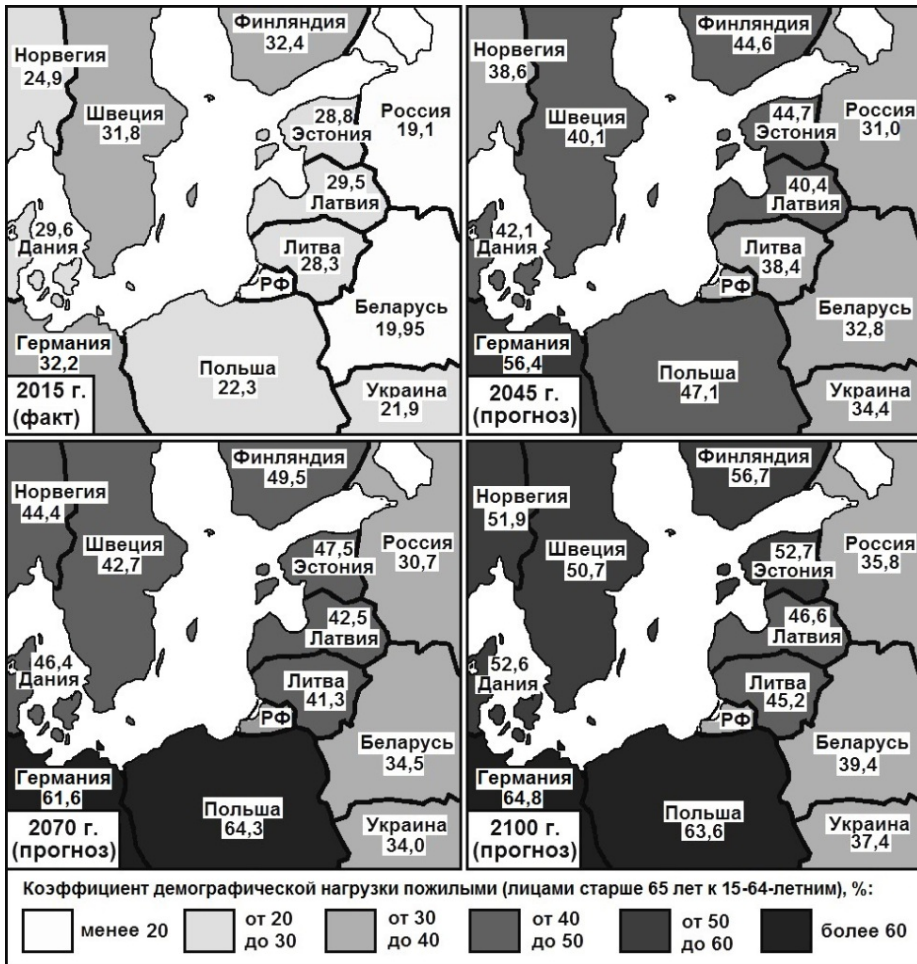 Норвегия
24,9
Финляндия
32,4
Швеция
31,8
28,8
Эстония
Россия
19,1
29,5
Латвия
29,6
Дания
Литва
28,3
РФ
Беларусь
19,95
Германия
32,2
Польша
22,3
Украина
21,9
2015 г.
(факт)
Норвегия
38,6
Финляндия
44,6
Швеция
40,1
44,7
Эстония
Россия
31,0
40,4
Латвия
42,1
Дания
Литва
38,4
РФ
Беларусь
32,8
Германия
56,4
Польша
47,1
Украина
34,4
2045 г.
(прогноз)
Норвегия
44,4
Финляндия
49,5
Швеция
42,7
47,5
Эстония
Россия
30,7
42,5
Латвия
46,4
Дания
Литва
41,3
РФ
Беларусь
34,5
Германия
61,6
Польша
64,3
Украина
34,0
2070 г.
(прогноз)
Норвегия
51,9
Финляндия
56,7
Швеция
50,7
52,7
Эстония
Россия
35,8
46,6
Латвия
52,6
Дания
Литва
45,2
РФ
Беларусь
39,4
Германия
64,8
Польша
63,6
Украина
37,4
2100 г.
(прогноз)
Коэффициент демографической нагрузки пожилыми (лицами старше 65 лет к 15-64-летним), %:
менее 20
от 20
до 30
от 30
до 40
от 40
до 50
от 50
до 60
более 60